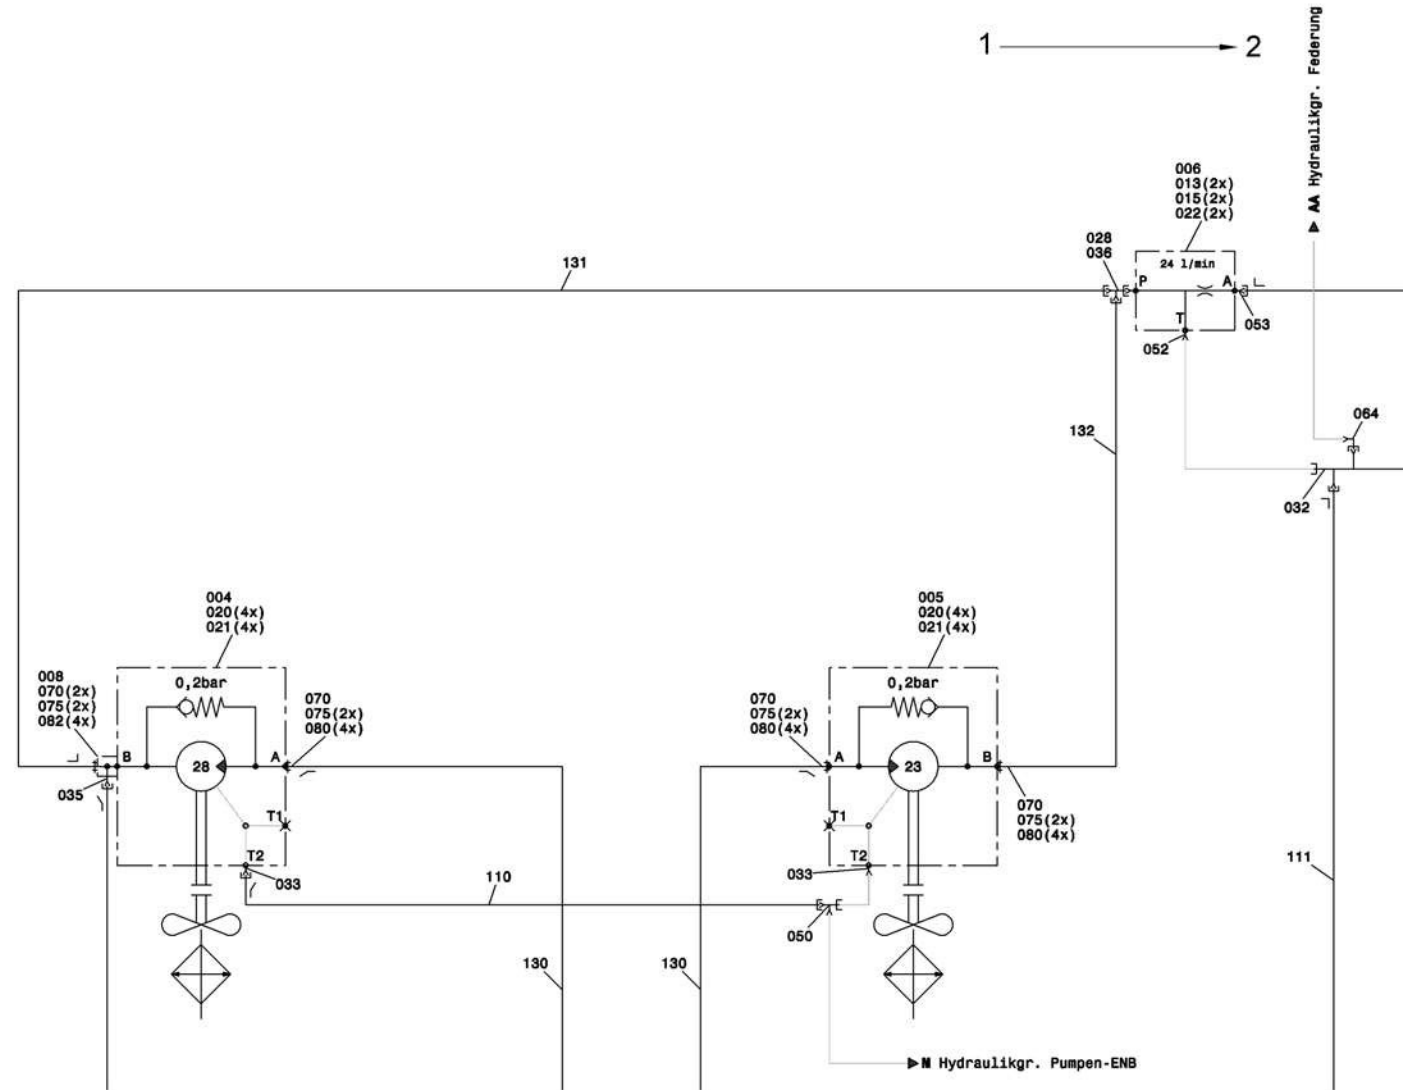 1 2
AA Hydraulikgr. Federung
006
013(2x)
015(2x)
022(2x)
028
036
24 l/min
P A
T
053
052
131
132
064
032
004
020(4x)
021(4x)
005
020(4x)
021(4x)
008
070(2x)
075(2x)
082(4x)
0,2bar
070
075(2x)
080(4x)
B 28 A
035
T1
T2
033
070
075(2x)
080(4x)
0,2bar
A 23 B
T1
T2
033
070
075(2x)
080(4x)
110
050
111
130
130
N Hydraulikgr. Pumpen-ENB